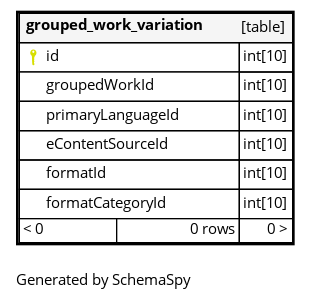 grouped_work_variation [table]
id int[10]
groupedWorkId int[10]
primaryLanguageId int[10]
eContentSourceId int[10]
formatId int[10]
formatCategoryId int[10]
< 0 0 rows 0 >
Generated by SchemaSpy